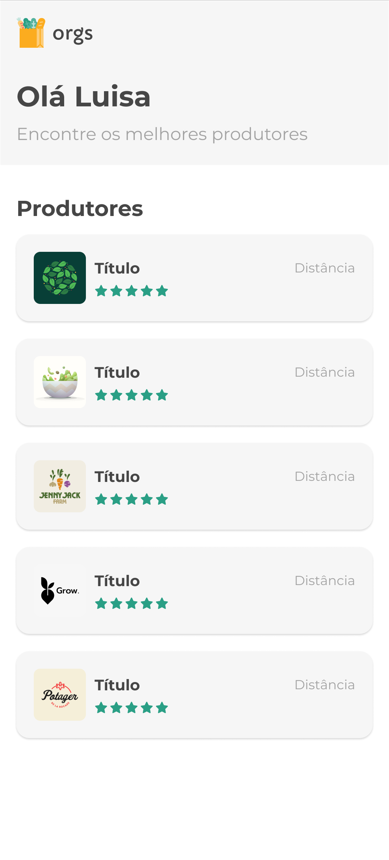 orgs
Olá Luisa
Encontre os melhores produtores
Produtores
Título
Distância
Título
Distância
JENNY JACK
FARM
Título
Distância
Grow.
Título
Distância
Potager
Título
Distância